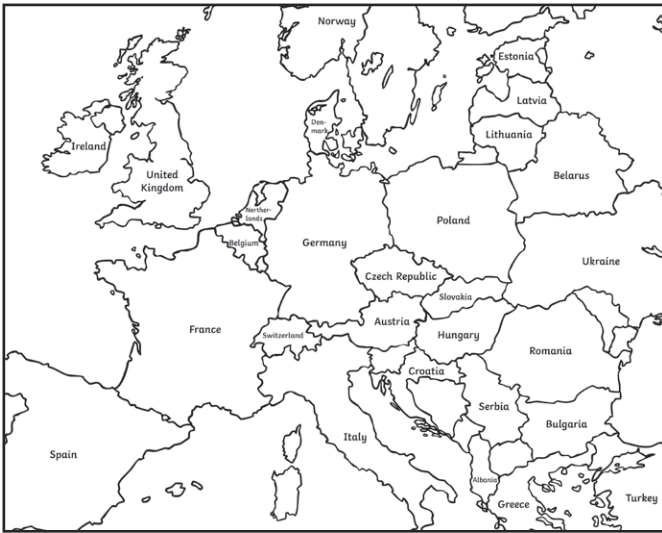 Norway
Estonia
Latvia
Lithuania
Den-
mark
Ireland
United
Kingdom
Belarus
Norther-
lands
Belgium
Germany
Poland
Ukraine
Czech Republic
Slovakia
Austria
Hungary
France
Switzerland
Romania
Croatia
Serbia
Bulgaria
Italy
Spain
Albania
Greece
Turkey